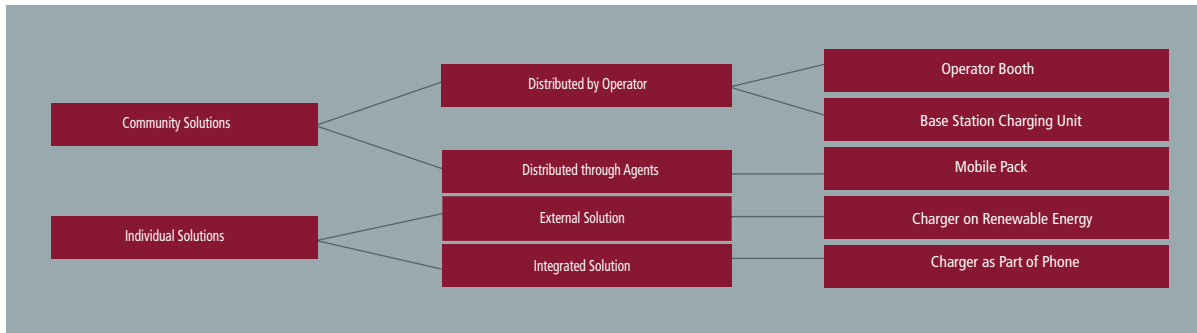 Community Solutions
Individual Solutions
Distributed by Operator
Distributed through Agents
External Solution
Integrated Solution
Operator Booth
Base Station Charging Unit
Mobile Pack
Charger on Renewable Energy
Charger as Part of Phone